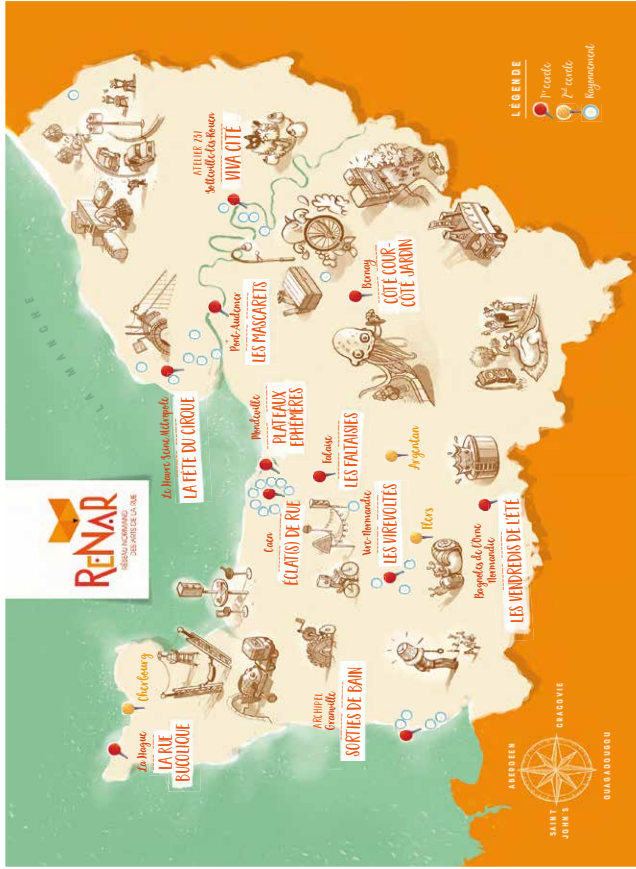 LA MANCHE
RENAR
RÉSEAU NORMAND
DES ARTS DE LA RUE
La Hague
LA RUE
BUCOLIQUE
Cherbourg
ARCHIPEL
Granville
SORTIES DE BAIN
Caen
ÉCLAT(S) DE RUE
Mondeville
PLATEAUX
ÉPHÉMÈRES
Falaise
LES FALTAISIES
Vire-Normandie
LES VIREVOLTÉS
Flers
Argentan
Bagnoles de l'Orne
Normandie
LES VENDREDIS DE L'ÉTÉ
Le Havre Seine Métropole
LA FÊTE DU CIRQUE
Pont-Audemer
LES MASCARETS
ATELIER 231
Sotteville-lès-Rouen
VIVA CITÉ
Bernay
CÔTÉ COUR-
CÔTÉ JARDIN
LÉGENDE
1er cercle
2nd cercle
Rayonnement
ABERDEEN
CRACOVIE
SAINT
JOHN'S
OUAGADOUGOU